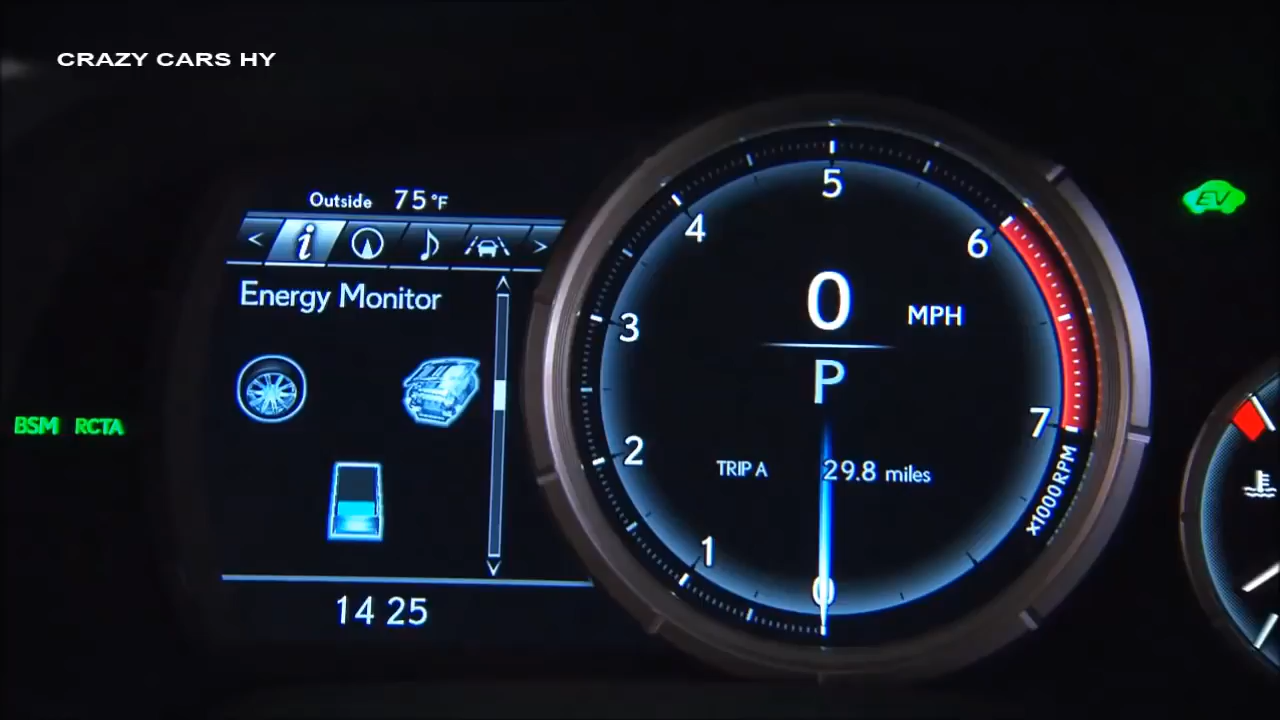 CRAZY CARS HY
Outside 75°F
< i >
Energy Monitor
14 25
BSM RCTA
0 MPH
P
TRIP A 29.8 miles
0
1
2
3
4
5
6
7
x1000RPM
EV